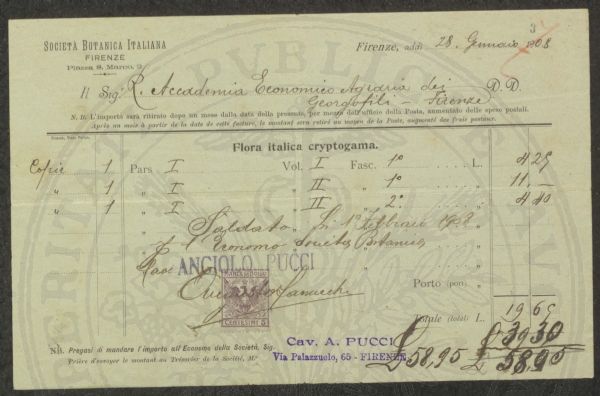 SOCIETÀ BOTANICA ITALIANA
FIRENZE
Piazza S. Marco, 2
3
Firenze, addì 28. Gennaio 1908
Il Sig. R. Accademia Economico Agraria dei D. D.
Georgofili - Firenze
N. B. L'importo sarà ritirato dopo un mese dalla data della presente, per mezzo dell'ufficio della Posta, aumentato delle spese postali.
Après un mois à partir de la date de cette facture, le montant sera retiré au moyen de la Poste, augmenté des frais postaux.
Flora italica cryptogama.
Copie 1 Pars I Vol. I Fasc. 1° L. 4 25
" 1 " I " II " 1° " 11. —
" 1 " I " II " 2° " 4 40
Saldato li 1° Febbraio 1908
p. l'Economo Società Botanica
Cav. ANGIOLO PUCCI
CENTESIMI 5
Porto (port)
Totale (total) L. 19 65
£ 39 30
£ 58,95 £ 58,95
Cav. A. PUCCI
Via Palazzuolo, 65 - FIRENZE
NB. Pregasi di mandare l'importo all'Economo della Società, Sig.
Prière d'envoyer le montant au Trésorier de la Société, Mr